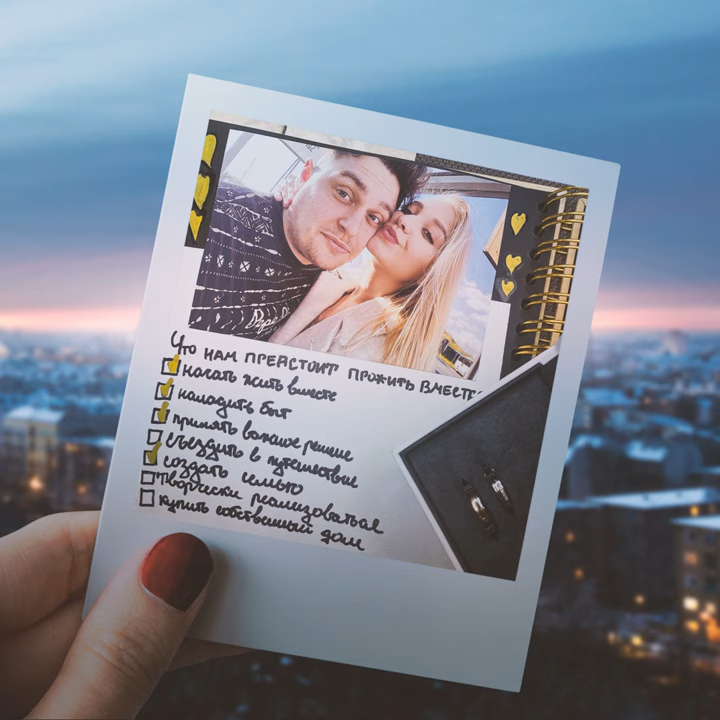 Что нам предстоит прожить вместе
начать жить вместе
наладить быт
принять важное решение
съездить в путешествие
создать семью
творчески реализоваться
купить собственный дом